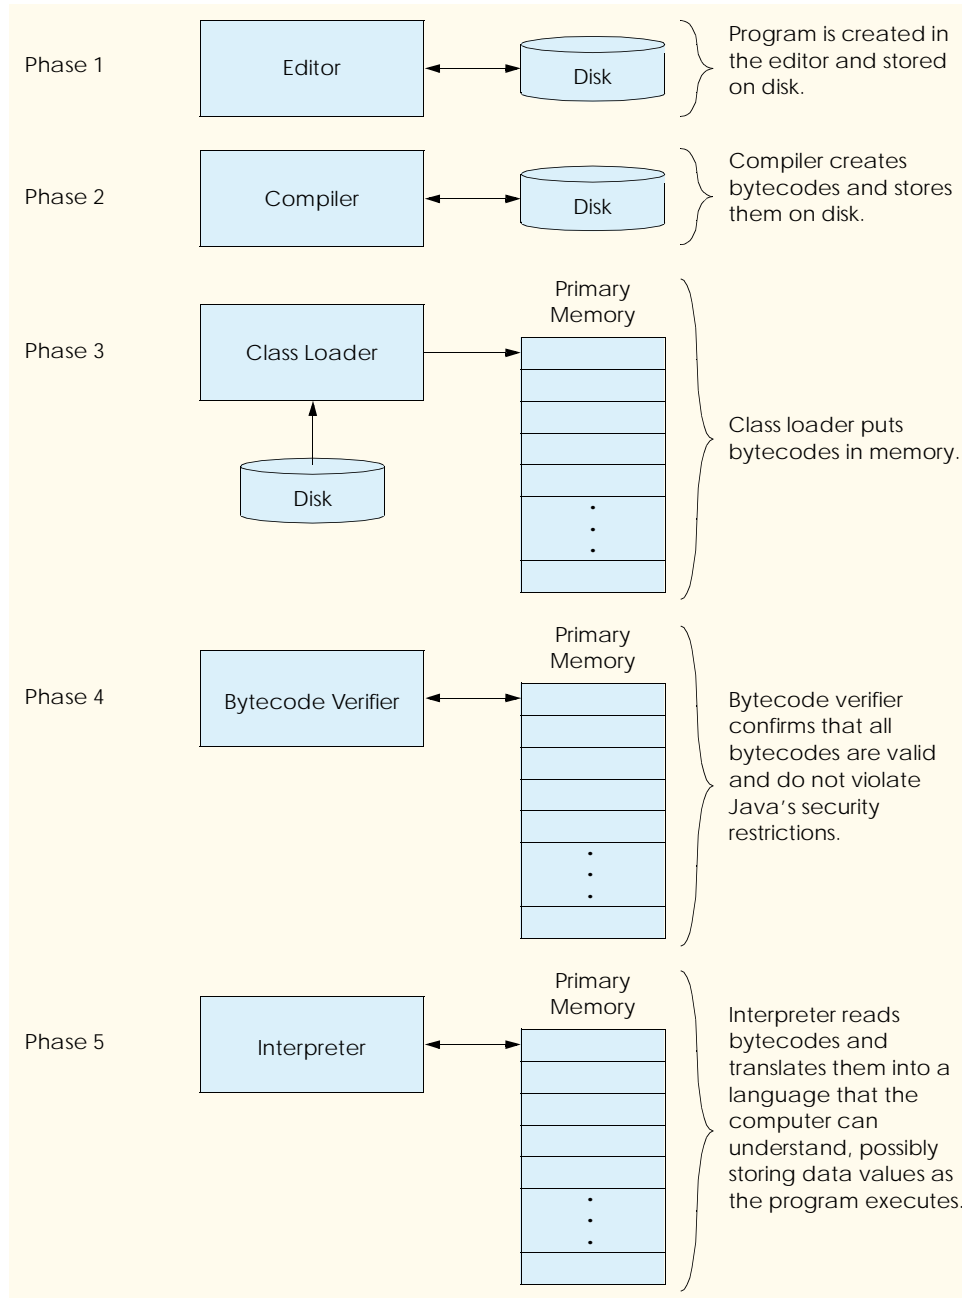 Phase 1
Editor
Disk
Program is created in
the editor and stored
on disk.
Phase 2
Compiler
Disk
Compiler creates
bytecodes and stores
them on disk.
Phase 3
Class Loader
Disk
Primary
Memory
Class loader puts
bytecodes in memory.
Phase 4
Bytecode Verifier
Primary
Memory
Bytecode verifier
confirms that all
bytecodes are valid
and do not violate
Java's security
restrictions.
Phase 5
Interpreter
Primary
Memory
Interpreter reads
bytecodes and
translates them into a
language that the
computer can
understand, possibly
storing data values as
the program executes.